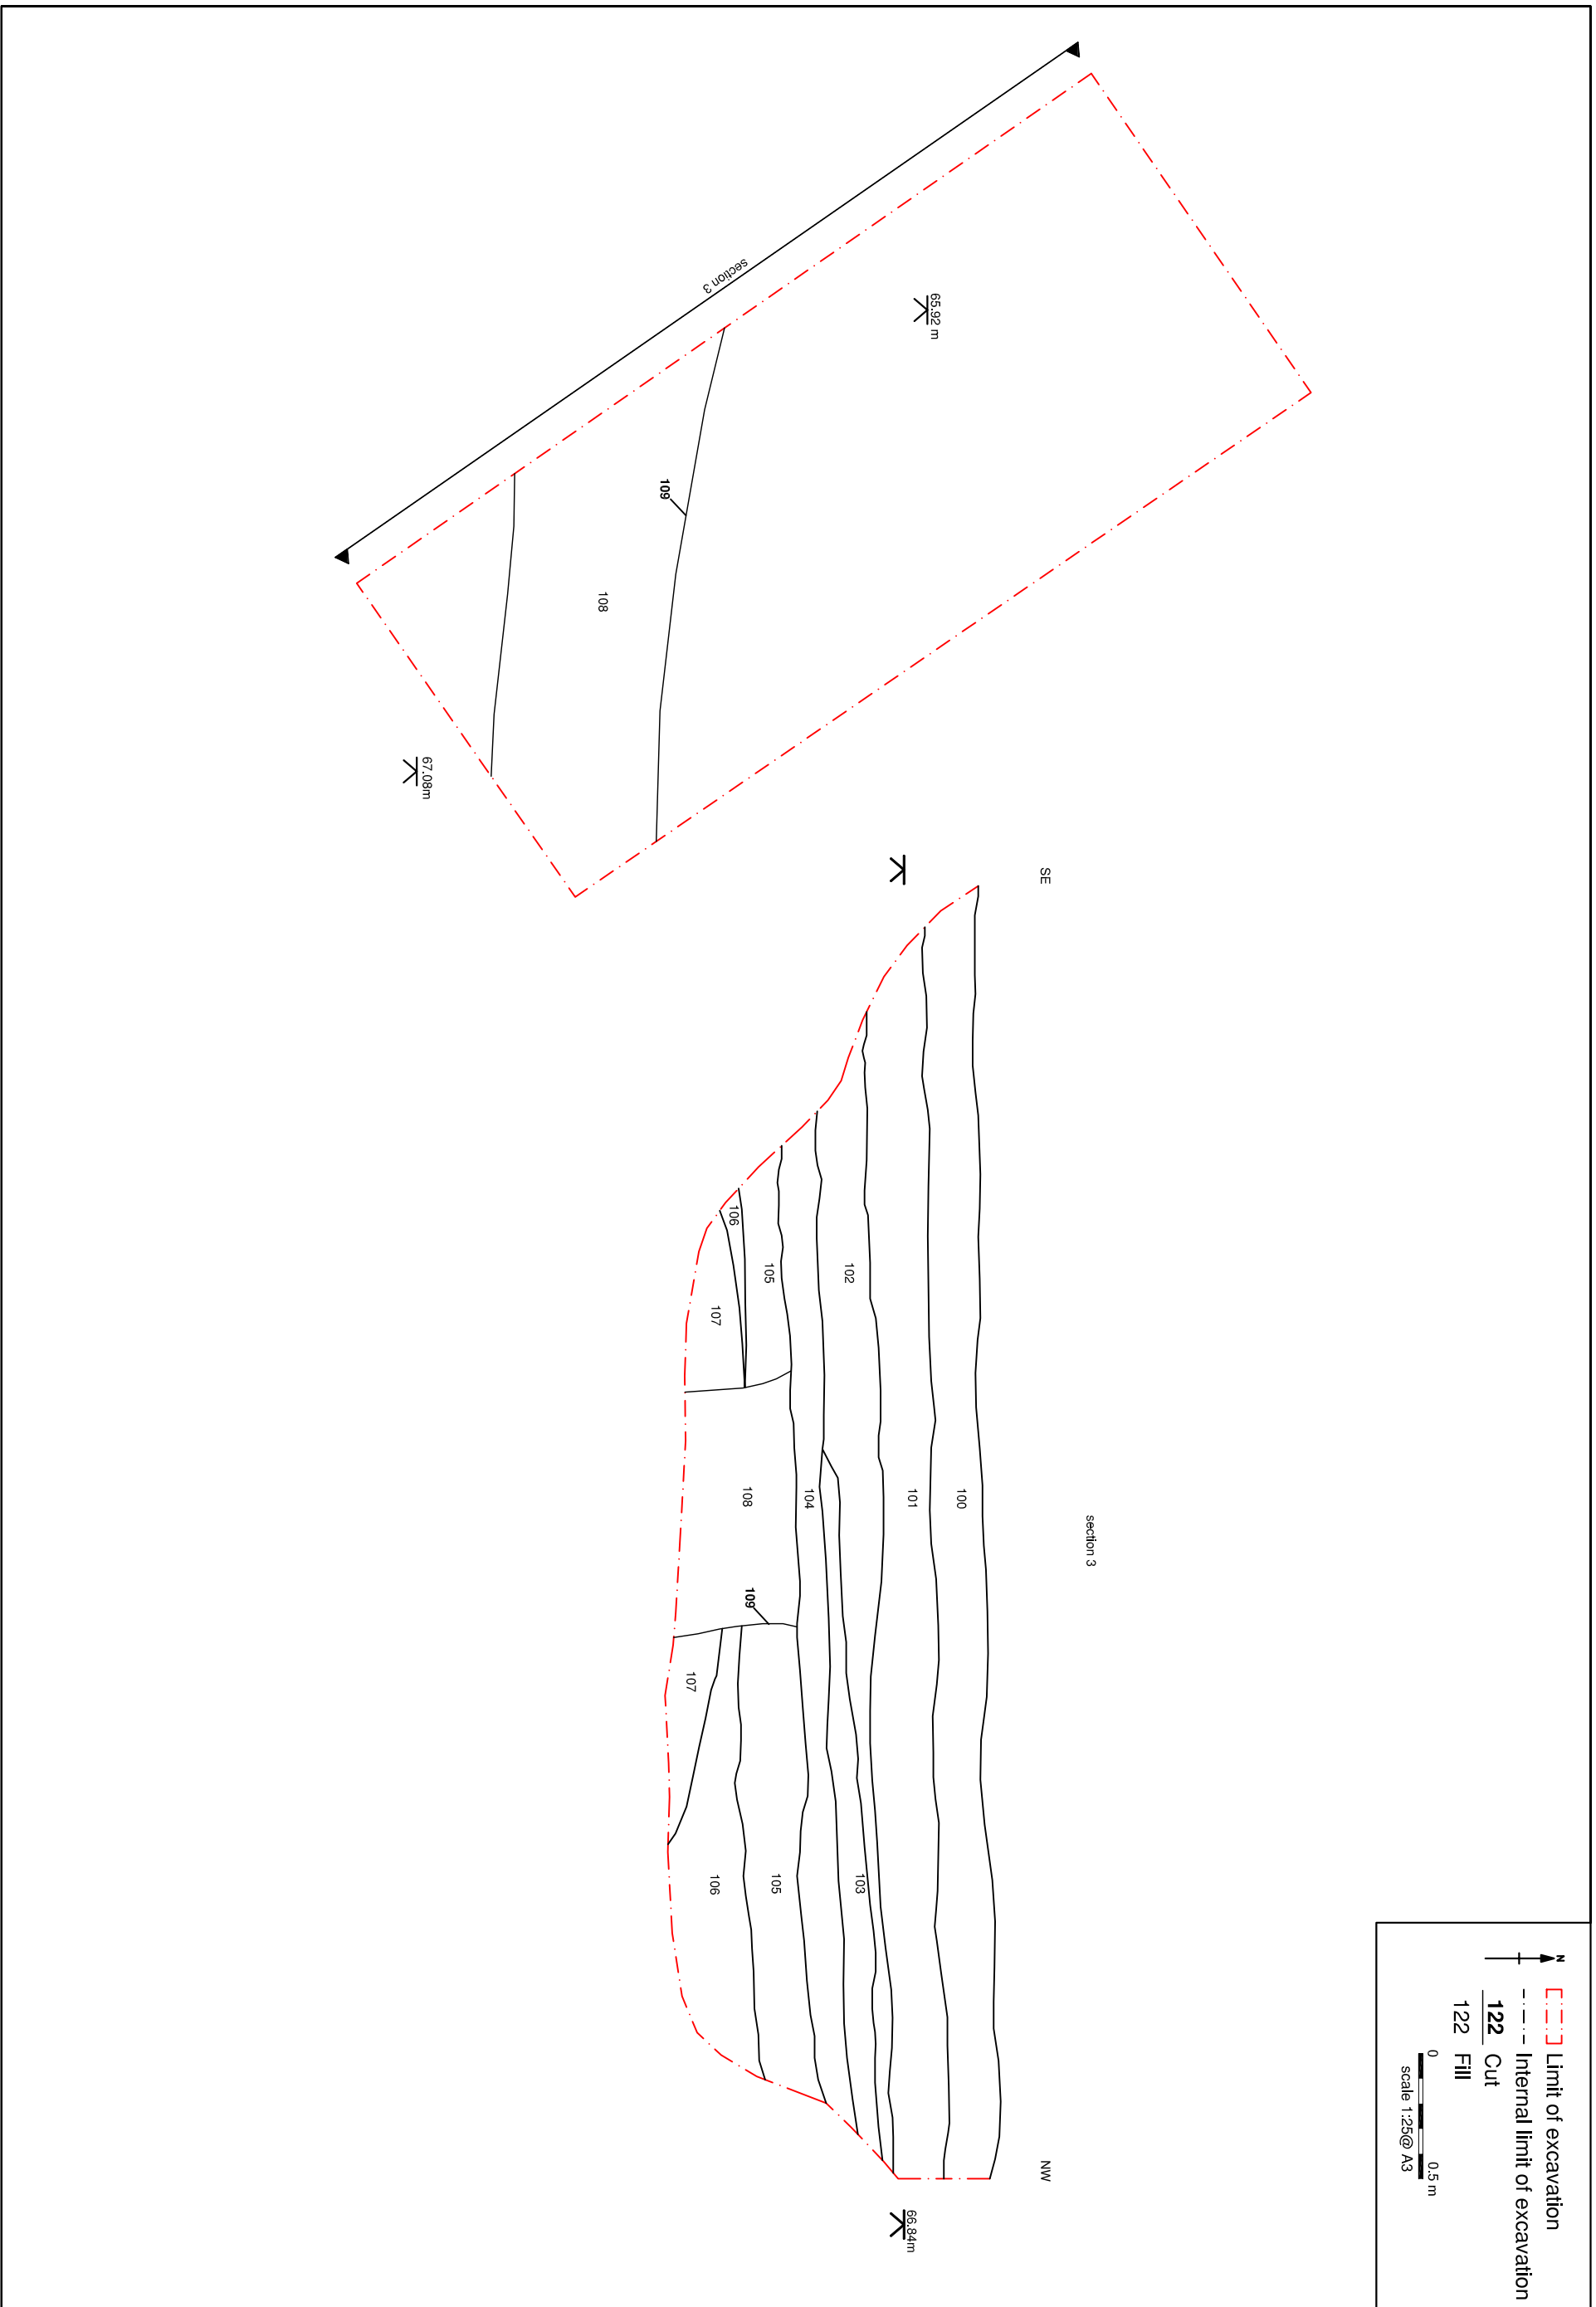 section 3
65.92 m
109
108
67.08m
SE
section 3
NW
66.84m
100
101
102
103
104
105
105
106
106
107
107
108
109
N
Limit of excavation
Internal limit of excavation
122 Cut
122 Fill
0 0.5 m
scale 1:25@ A3